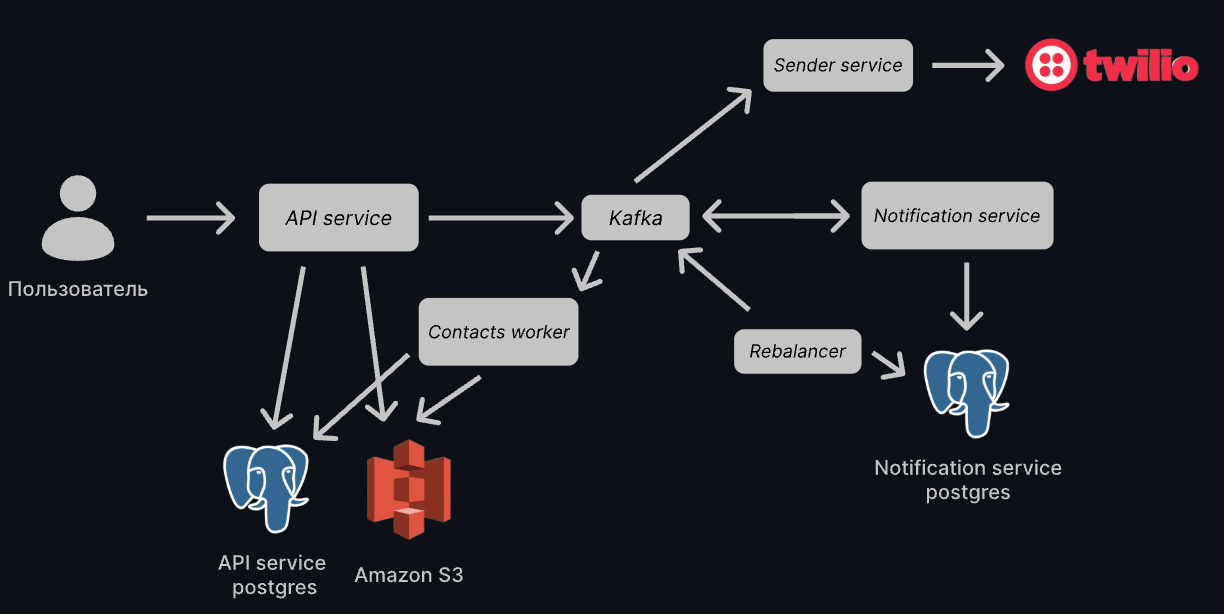 Sender service
twilio
API service
Kafka
Notification service
Пользователь
Contacts worker
Rebalancer
Notification service
postgres
API service
postgres
Amazon S3